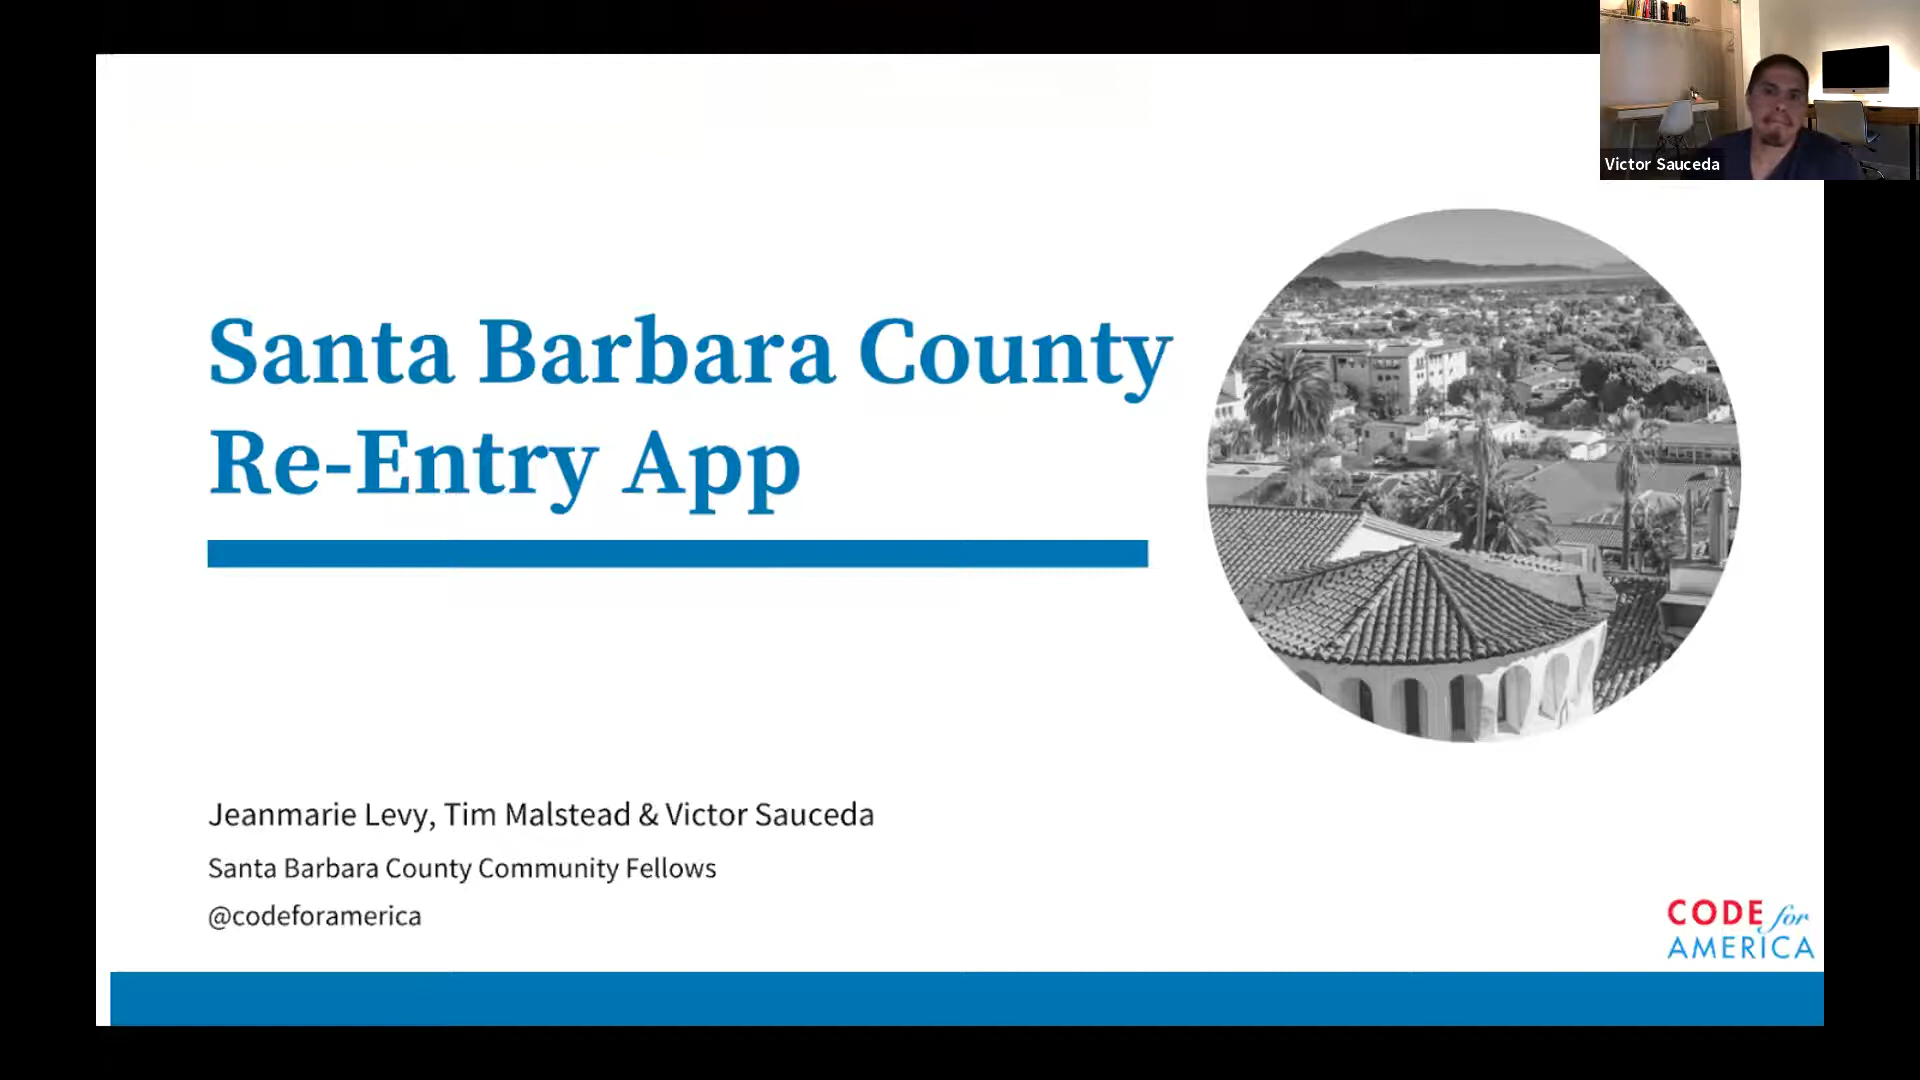 Victor Sauceda
Santa Barbara County
Re-Entry App
Jeanmarie Levy, Tim Malstead & Victor Sauceda
Santa Barbara County Community Fellows
@codeforamerica
CODE for
AMERICA